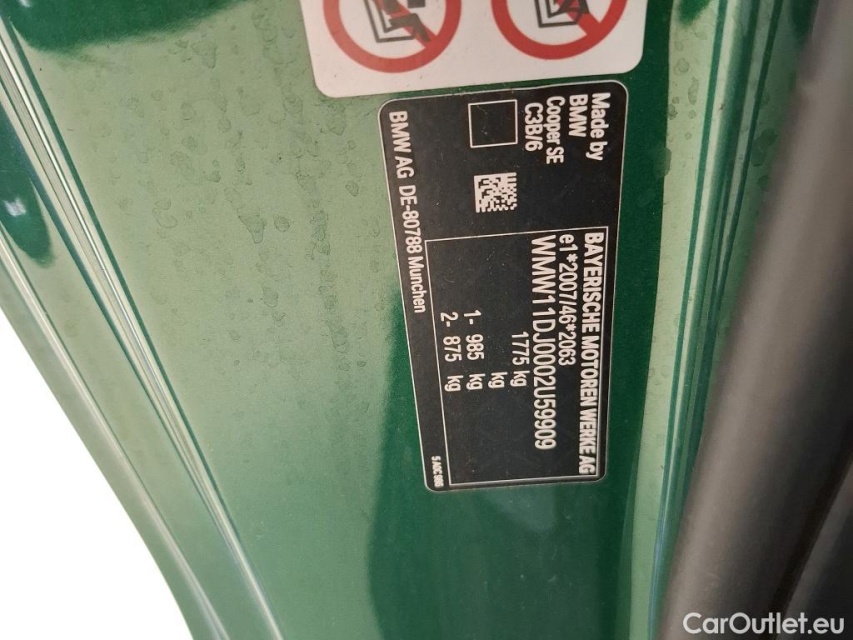 Made by
BMW
Cooper SE
C3B/6
BAYERISCHE MOTOREN WERKE AG
e1*2007/46*2063
WMW11DJ0002U59909
1775 kg
kg
1- 985 kg
2- 875 kg
BMW AG DE-80788 Munchen
CarOutlet.eu